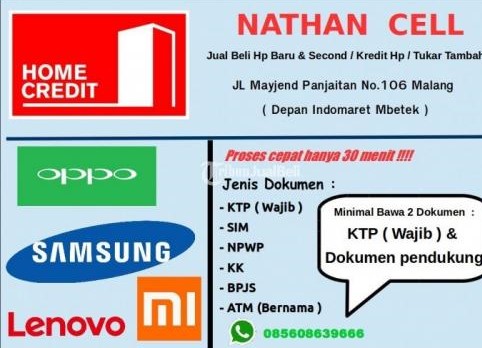 HOME
CREDIT
NATHAN CELL
Jual Beli Hp Baru & Second / Kredit Hp / Tukar Tambah
JL Mayjend Panjaitan No.106 Malang
( Depan Indomaret Mbetek )
oppo
SAMSUNG
Lenovo
mi
Proses cepat hanya 30 menit !!!!
Jenis Dokumen :
- KTP ( Wajib )
- SIM
- NPWP
- KK
- BPJS
- ATM (Bernama )
085608639666
Minimal Bawa 2 Dokumen :
KTP ( Wajib ) &
Dokumen pendukung